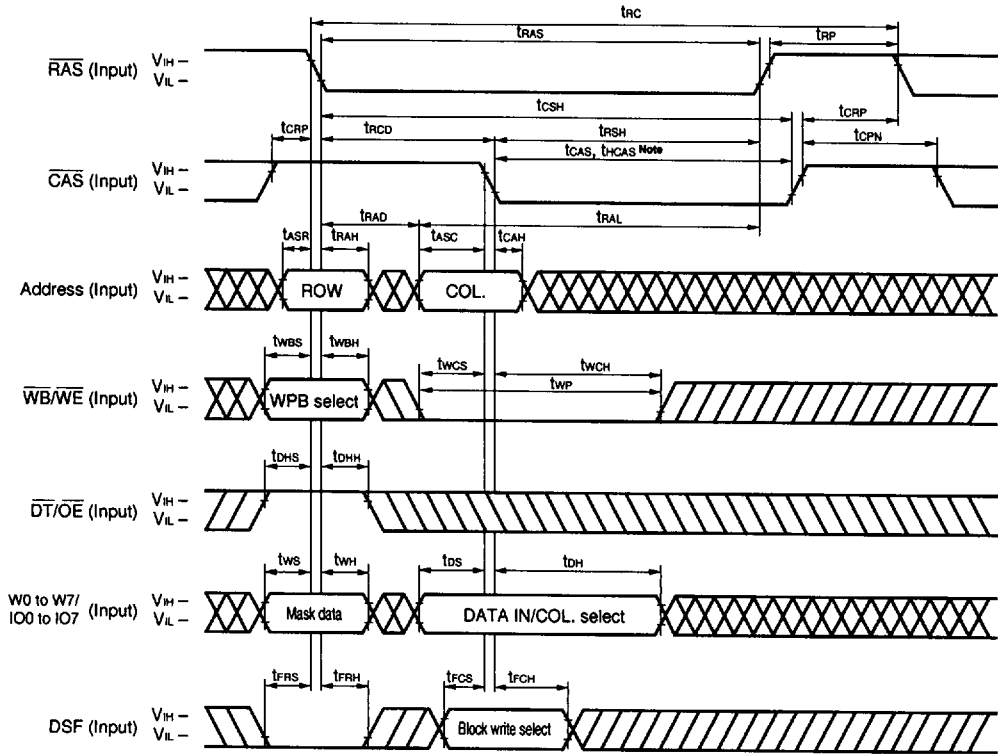 tRC
tRAS
tRP
RAS (Input)
VIH –
VIL –
tCSH
tCRP
tRCD
tRSH
tCRP
tCAS, tHCAS Note
tCPN
CAS (Input)
VIH –
VIL –
tRAD
tRAL
tASR
tRAH
tASC
tCAH
Address (Input)
VIH –
VIL –
ROW
COL.
tWBS
tWBH
tWCS
tWCH
tWP
WB/WE (Input)
VIH –
VIL –
WPB select
tDHS
tDHH
DT/OE (Input)
VIH –
VIL –
tWS
tWH
tDS
tDH
W0 to W7/
IO0 to IO7
(Input)
VIH –
VIL –
Mask data
DATA IN/COL. select
tFRS
tFRH
tFCS
tFCH
DSF (Input)
VIH –
VIL –
Block write select